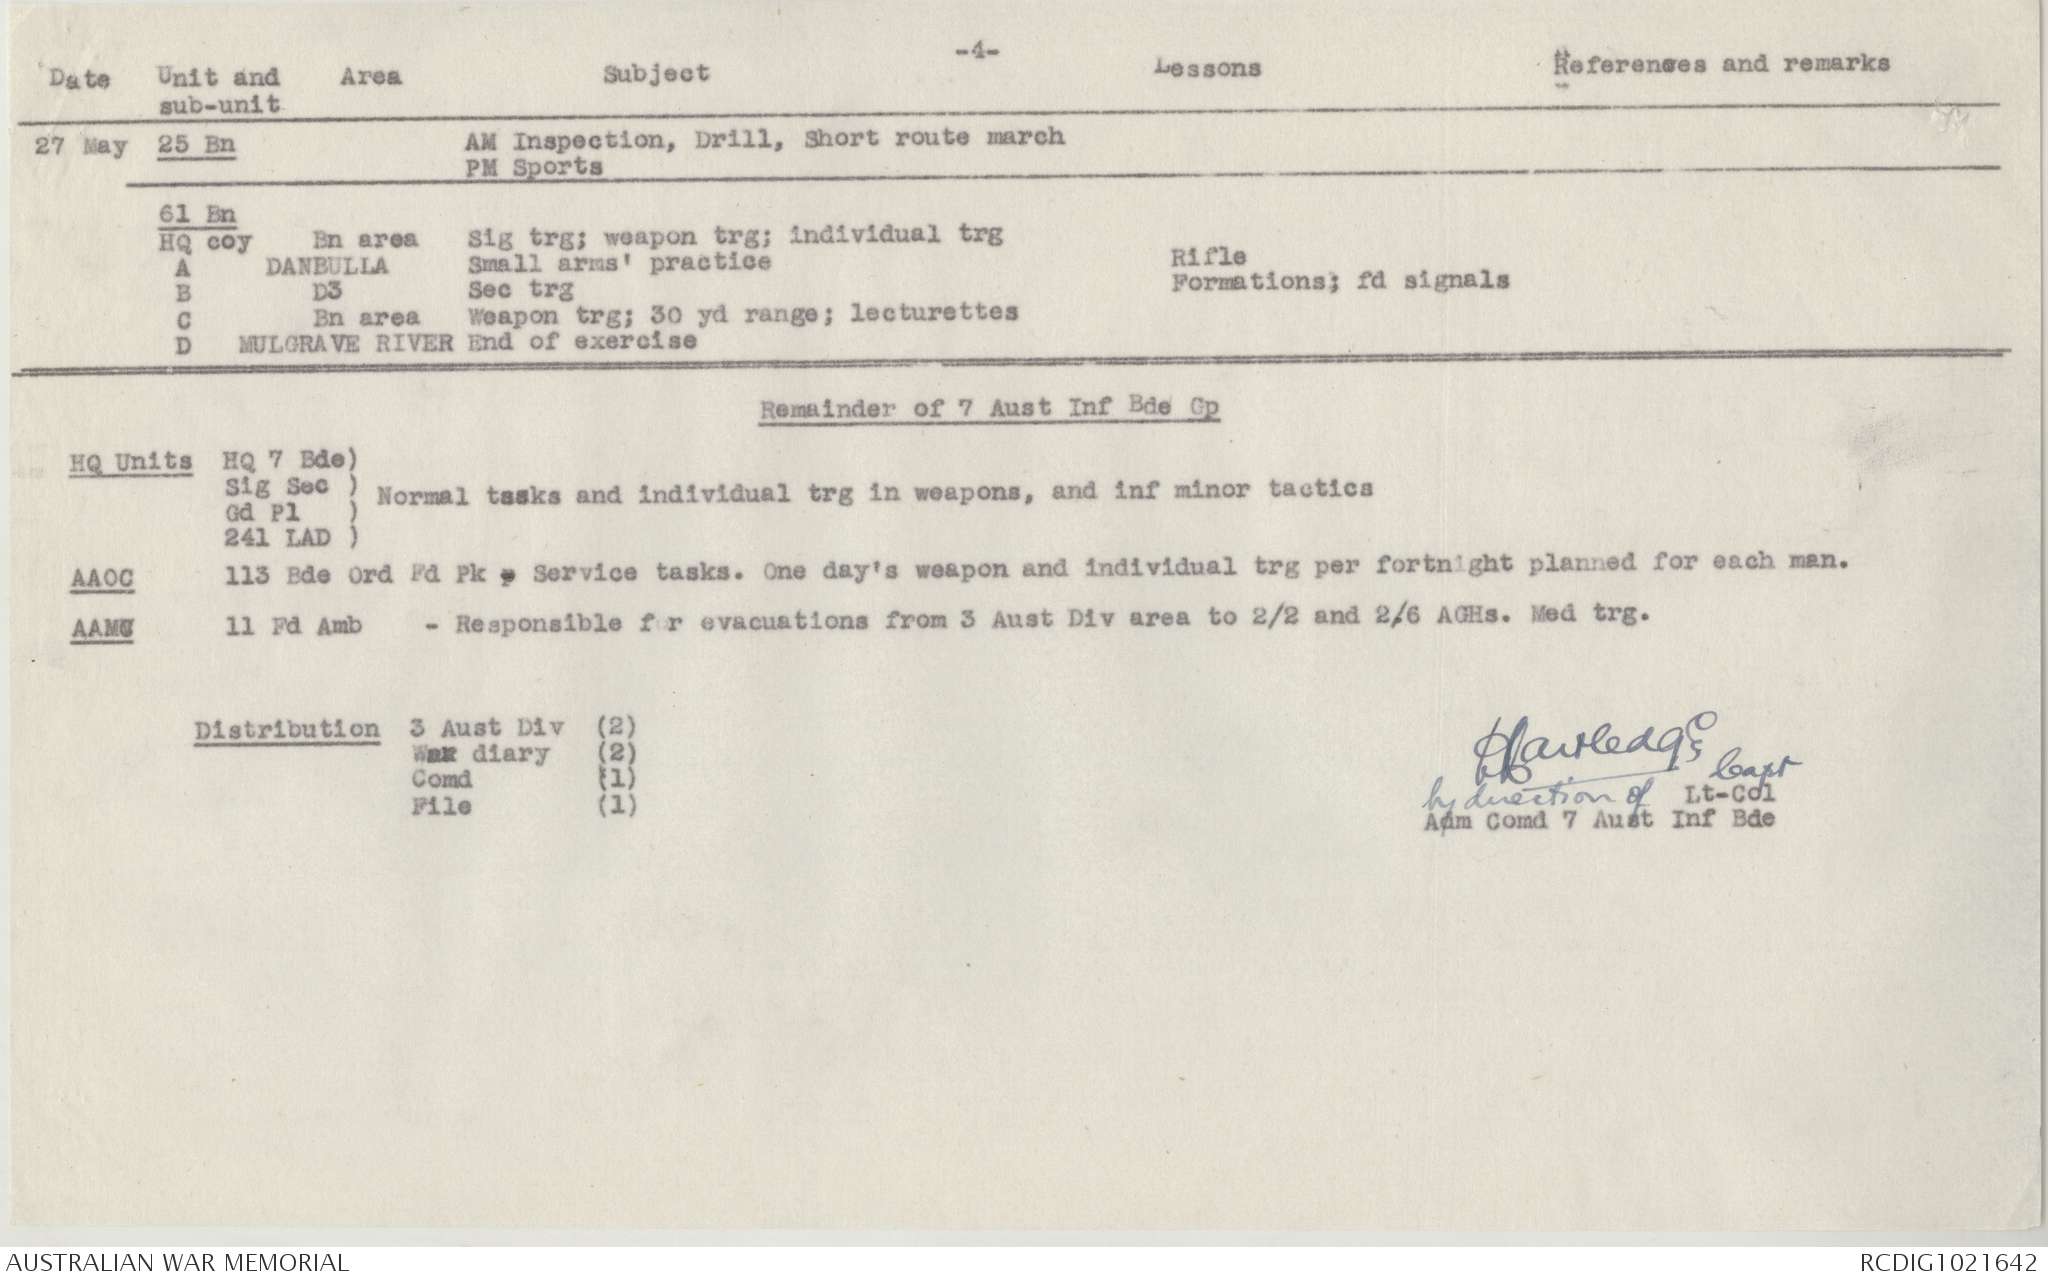 -4-
Date Unit and Area Subject Lessons References and remarks
sub-unit
27 May 25 Bn AM Inspection, Drill, Short route march
PM Sports
61 Bn
HQ coy Bn area Sig trg; weapon trg; individual trg
A DANBULLA Small arms' practice Rifle
B D3 Sec trg Formations; fd signals
C Bn area Weapon trg; 30 yd range; lecturettes
D MULGRAVE RIVER End of exercise
Remainder of 7 Aust Inf Bde Gp
HQ Units HQ 7 Bde)
Sig Sec )
Normal tasks and individual trg in weapons, and inf minor tactics
Gd Pl )
241 LAD )
AAOC 113 Bde Ord Fd Pk - Service tasks. One day's weapon and individual trg per fortnight planned for each man.
AAMC 11 Fd Amb - Responsible for evacuations from 3 Aust Div area to 2/2 and 2/6 AGHs. Med trg.
Distribution 3 Aust Div (2)
War diary (2)
Comd (1)
File (1)
Capt
by direction of Lt-Col
Adm Comd 7 Aust Inf Bde
AUSTRALIAN WAR MEMORIAL RCDIG1021642